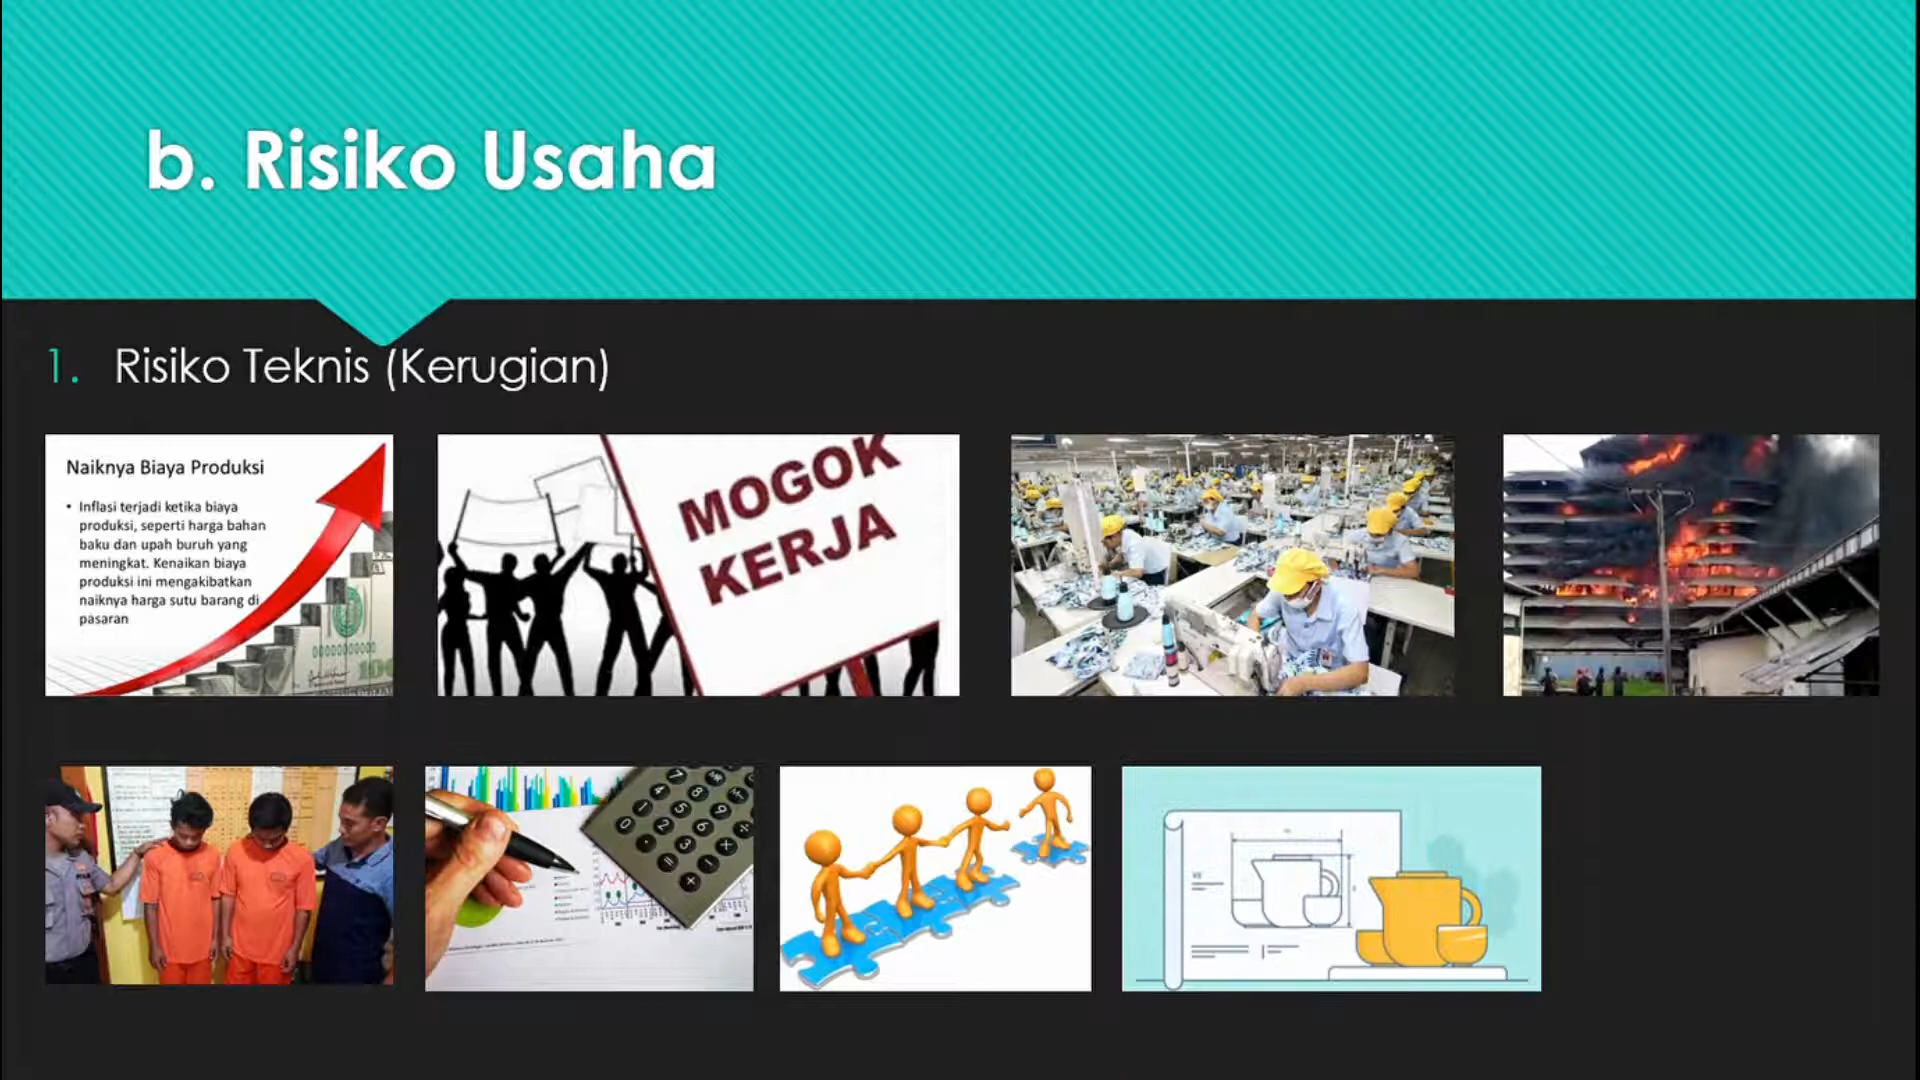 b. Risiko Usaha
1. Risiko Teknis (Kerugian)
Naiknya Biaya Produksi
• Inflasi terjadi ketika biaya
produksi, seperti harga bahan
baku dan upah buruh yang
meningkat. Kenaikan biaya
produksi ini mengakibatkan
naiknya harga sutu barang di
pasaran
MOGOK
KERJA